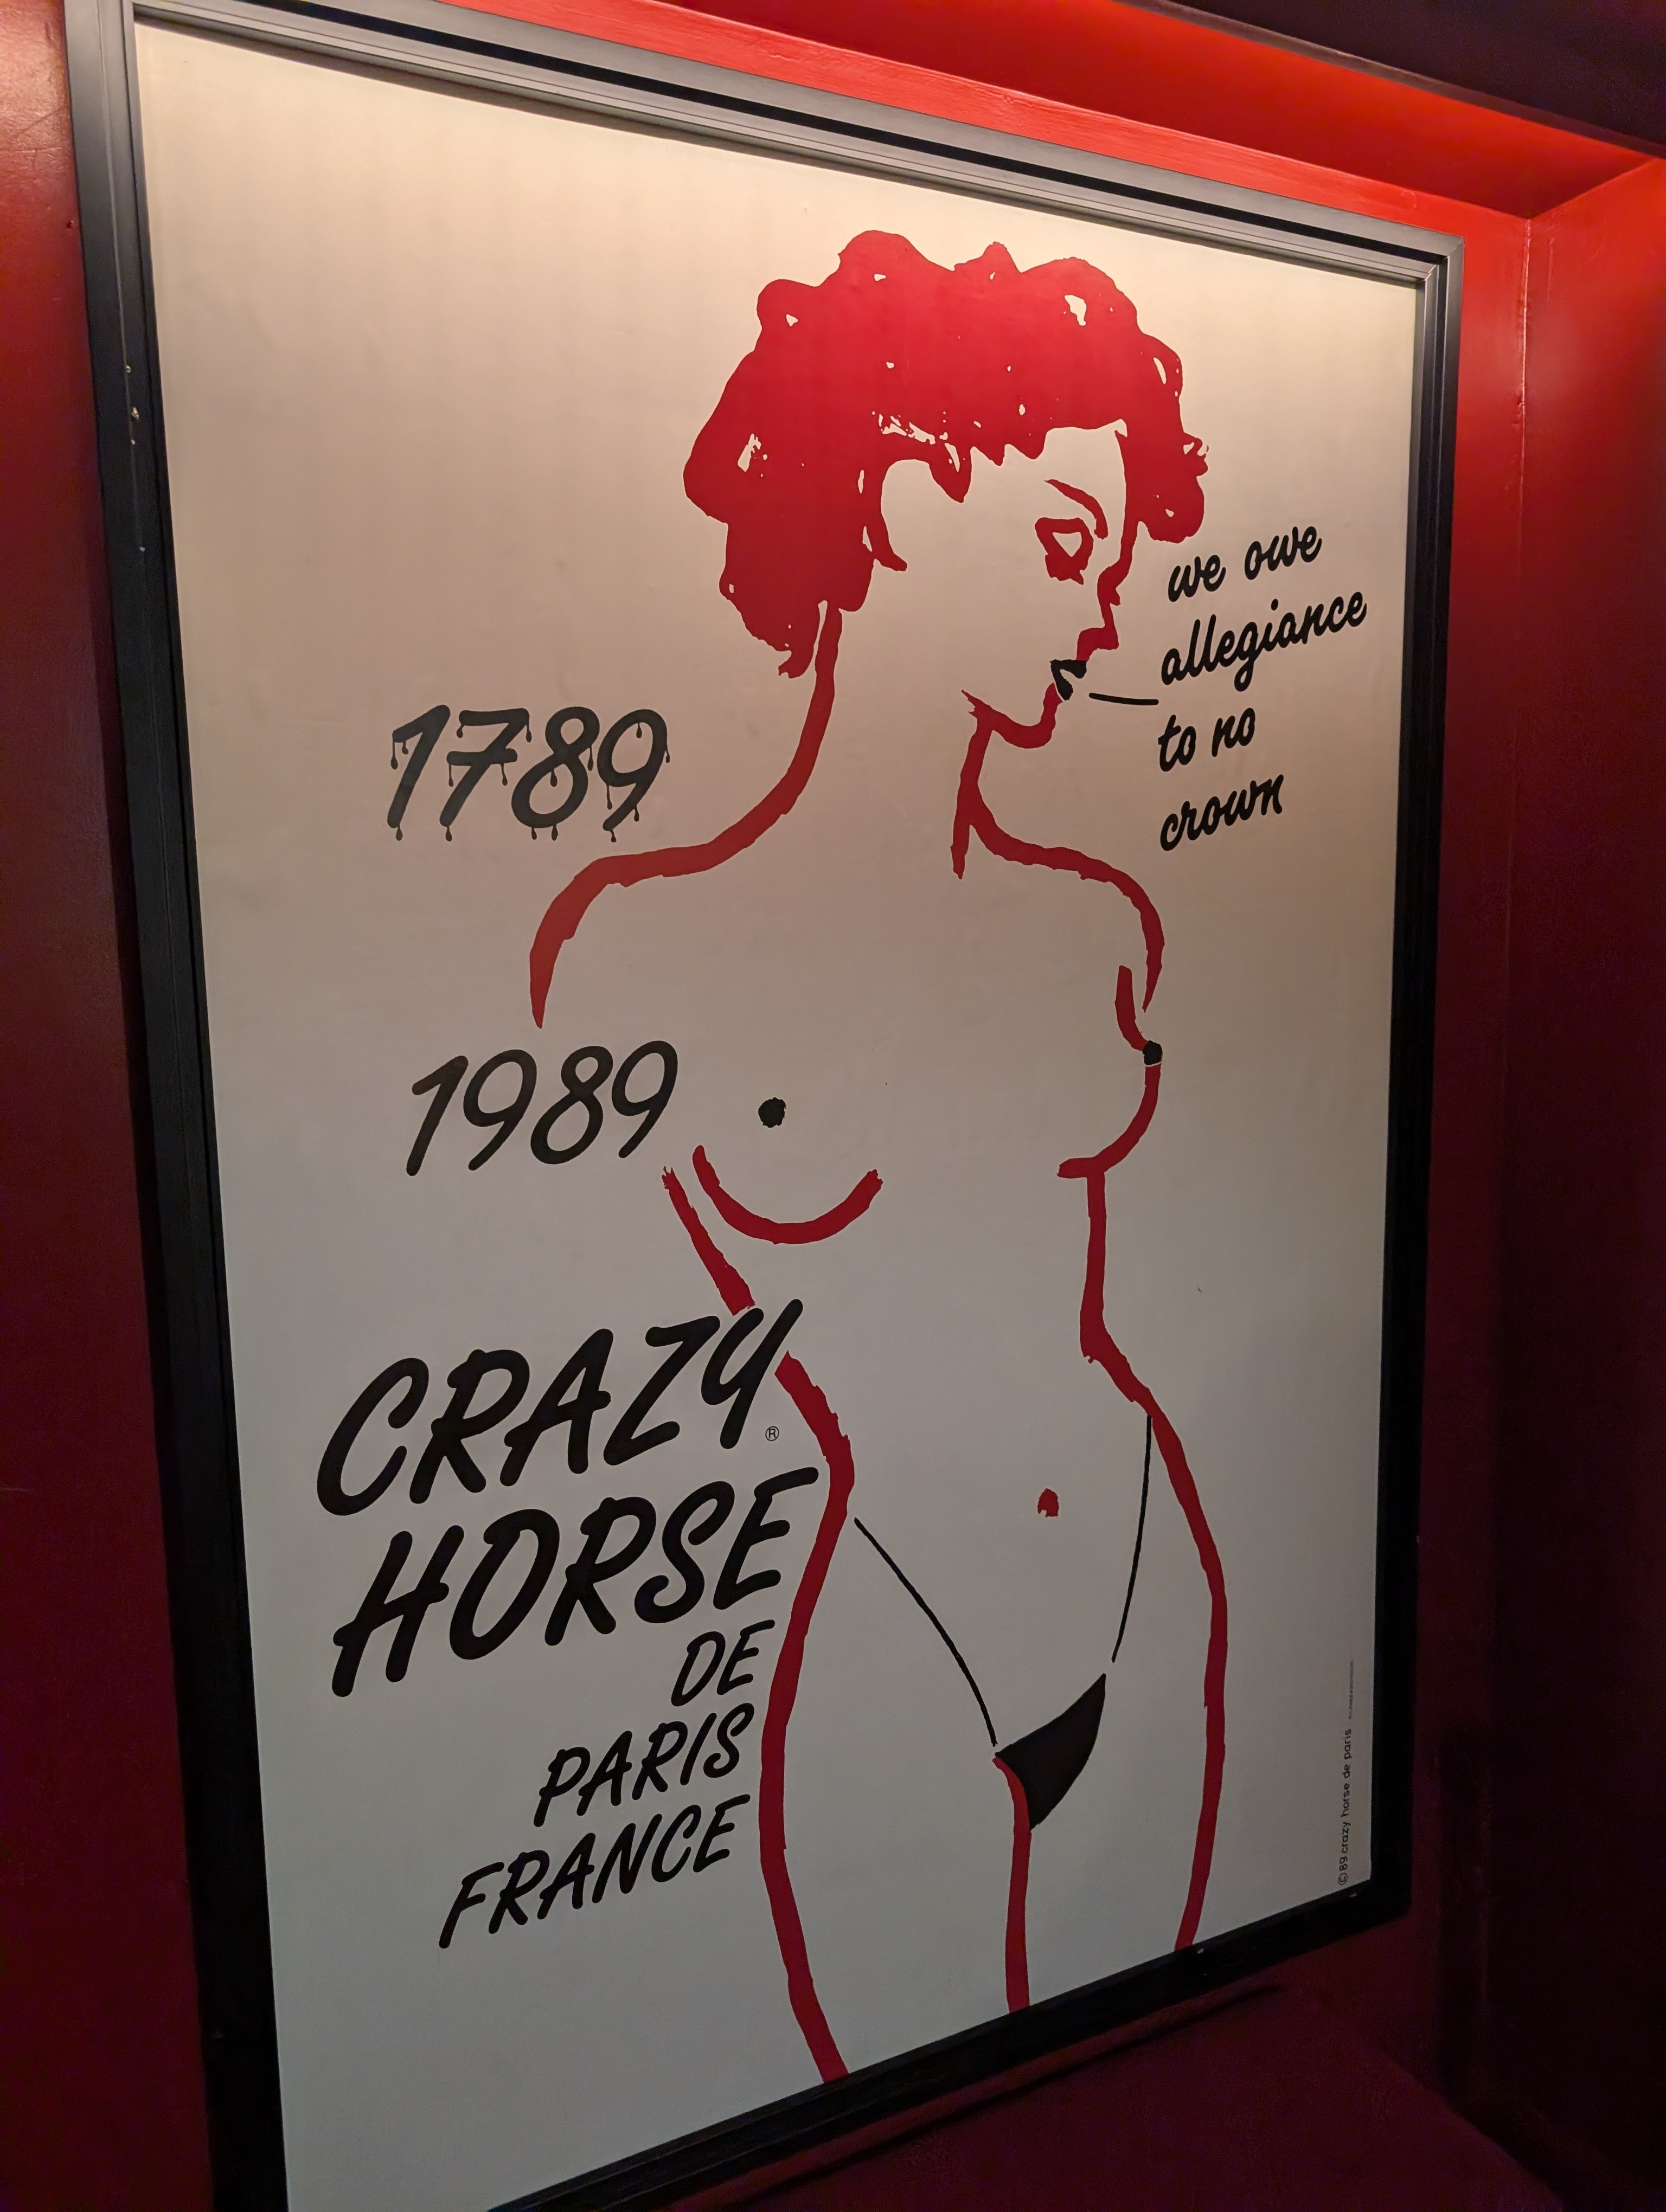 we owe
allegiance
to no
crown
1789
1989
CRAZY®
HORSE
DE
PARIS
FRANCE
© 89 crazy horse de paris